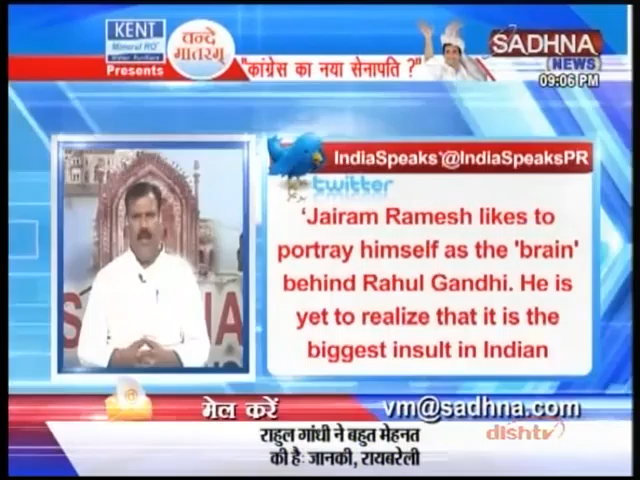 KENT
Mineral RO
Water Purifiers
Presents
वन्दे
मातरम्
"कांग्रेस का नया सेनापति ?"
SADHNA
NEWS
09:06 PM
IndiaSpeaks @IndiaSpeaksPR
twitter
'Jairam Ramesh likes to
portray himself as the 'brain'
behind Rahul Gandhi. He is
yet to realize that it is the
biggest insult in Indian
मेल करें
vm@sadhna.com
dishtv
राहुल गांधी ने बहुत मेहनत
की हैः जानकी, रायबरेली